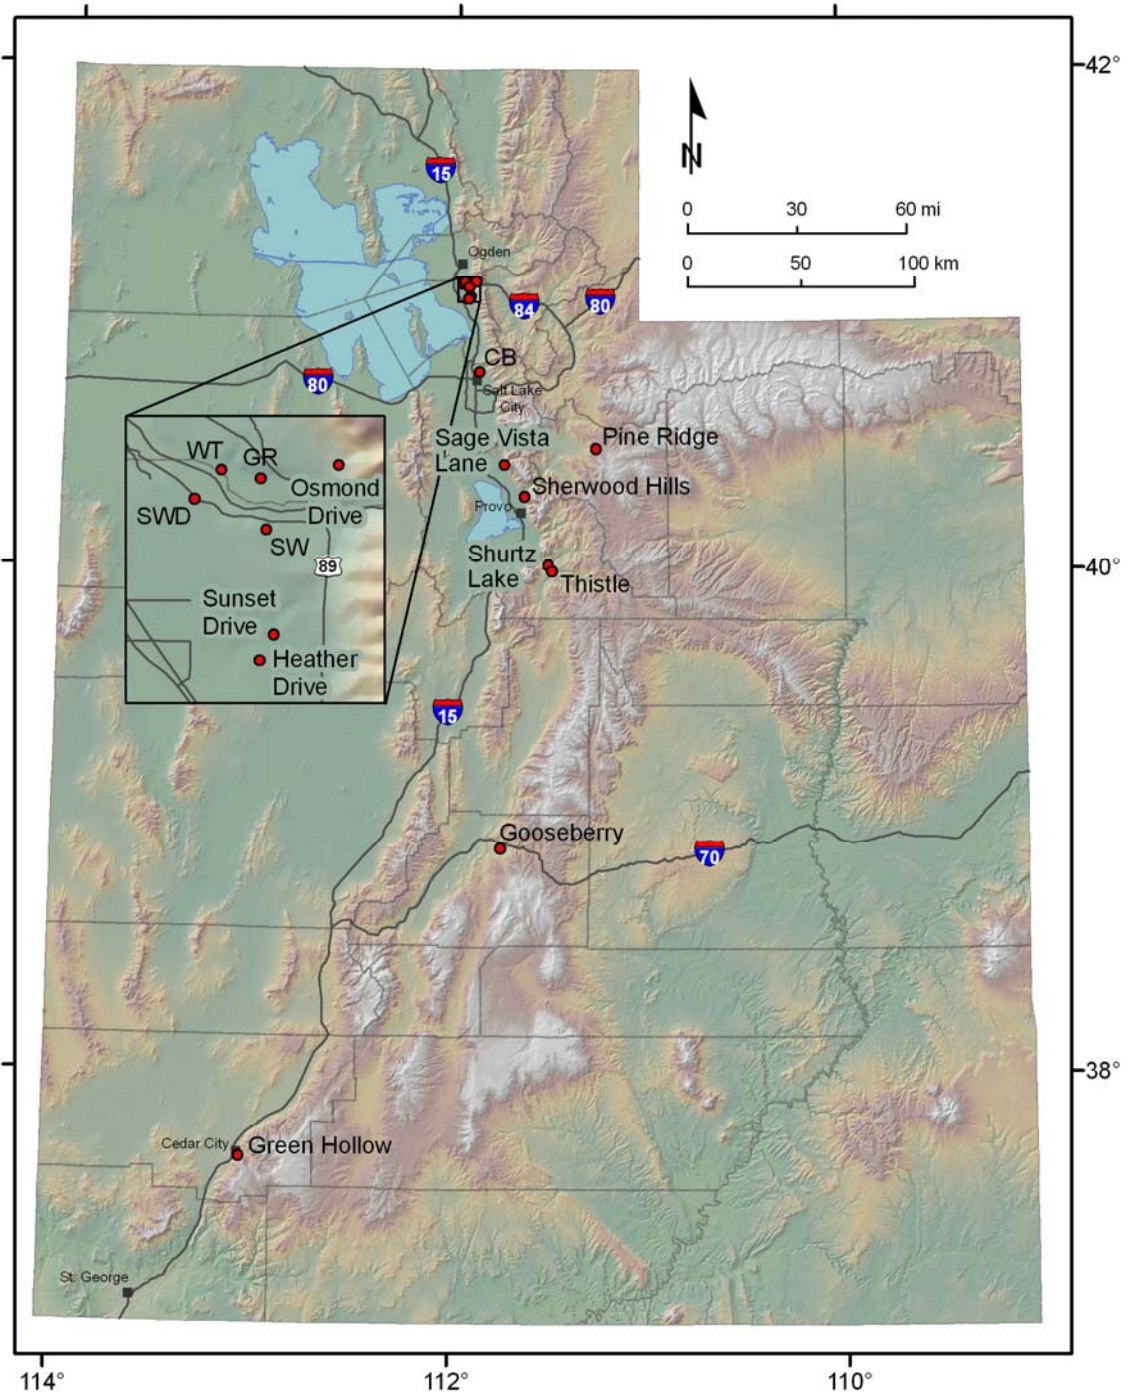 42°
15
N
0 30 60 mi
Ogden
0 50 100 km
84
80
CB
80
Salt Lake
City
Sage Vista
Lane
Pine Ridge
WT
GR
Osmond
Drive
SWD
SW
89
Sunset
Drive
Heather
Drive
Sherwood Hills
Provo
Shurtz
Lake
Thistle
40°
15
Gooseberry
70
38°
Cedar City
Green Hollow
St. George
114°
112°
110°